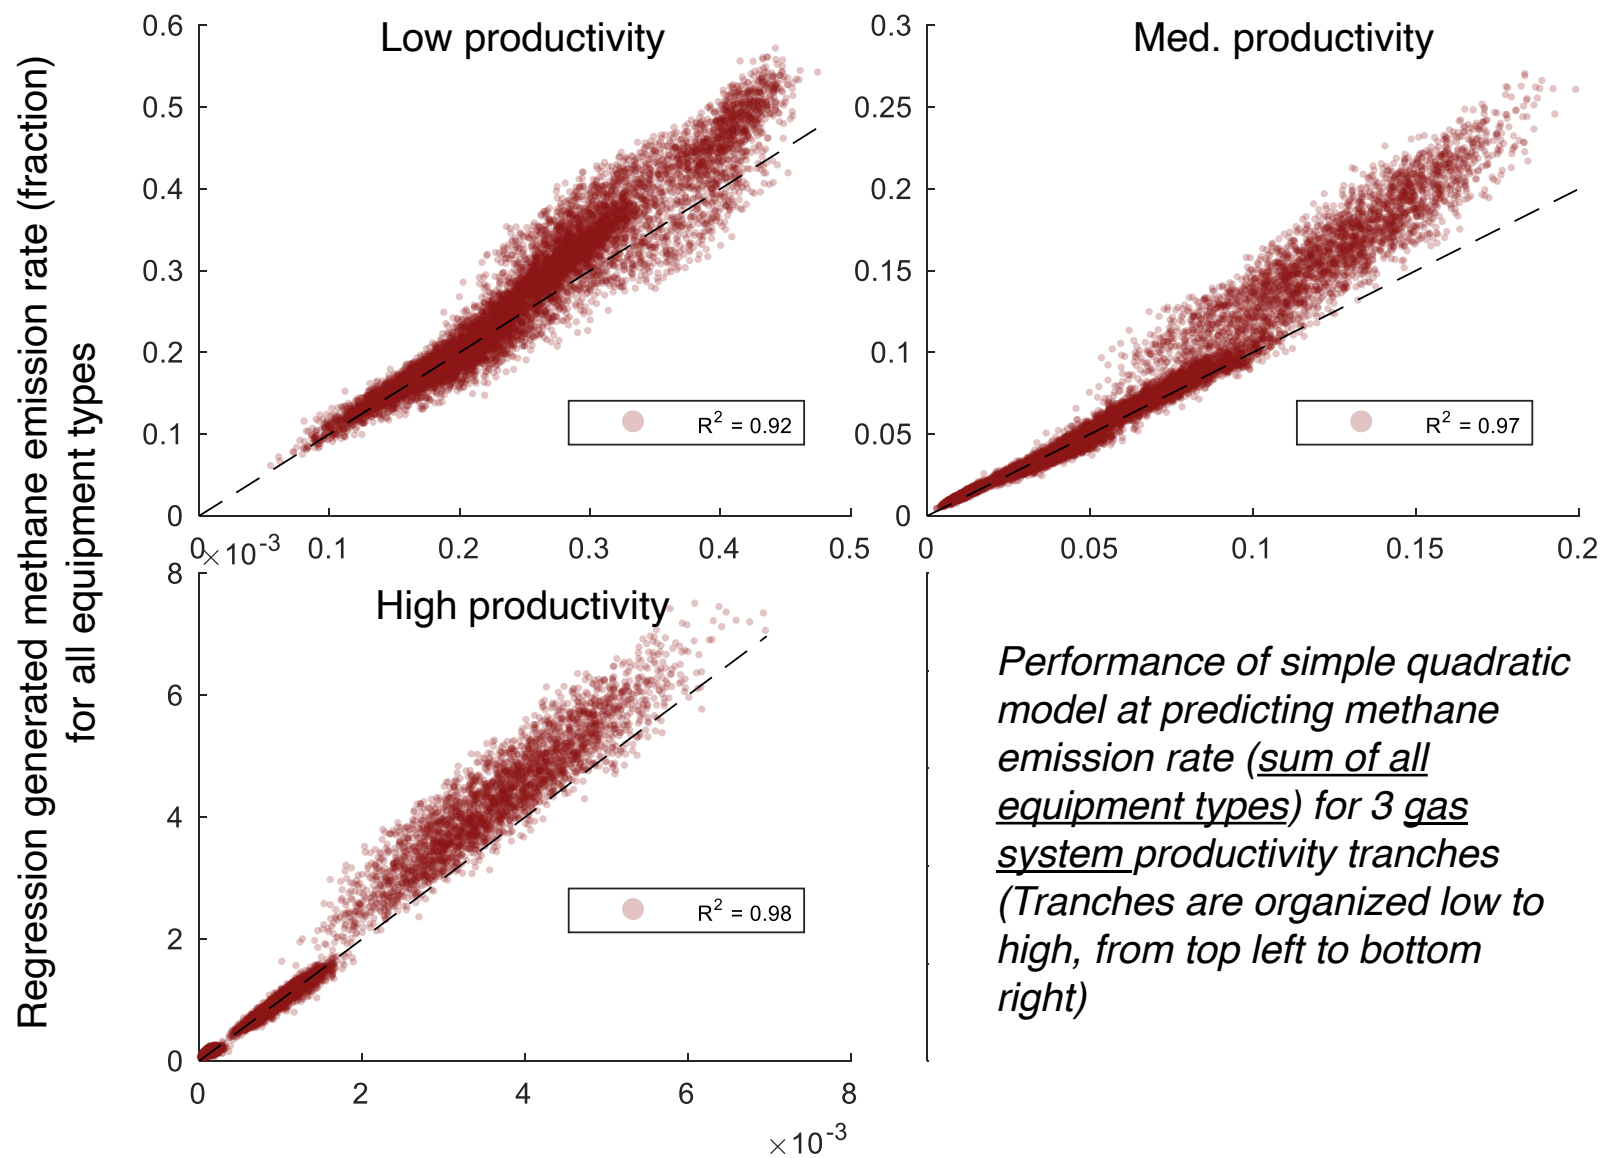 Regression generated methane emission rate (fraction)
for all equipment types
Low productivity
0.6
0.5
0.4
0.3
0.2
0.1
0
R² = 0.92
0 0.1 0.2 0.3 0.4 0.5
Med. productivity
0.3
0.25
0.2
0.15
0.1
0.05
0
R² = 0.97
0 0.05 0.1 0.15 0.2
×10⁻³
High productivity
8
6
4
2
0
R² = 0.98
0 2 4 6 8
×10⁻³
Performance of simple quadratic
model at predicting methane
emission rate (sum of all
equipment types) for 3 gas
system productivity tranches
(Tranches are organized low to
high, from top left to bottom
right)